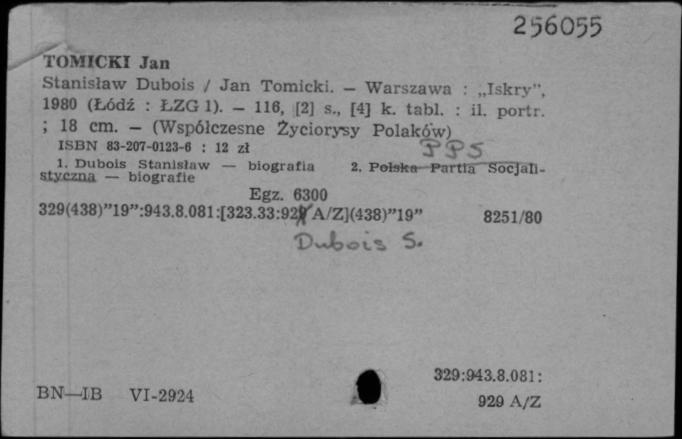 256055
TOMICKI Jan
Stanisław Dubois / Jan Tomicki. — Warszawa : „Iskry”,
1980 (Łódź : ŁZG 1). — 116, [2] s., [4] k. tabl. : il. portr.
; 18 cm. — (Współczesne Życiorysy Polaków)
ISBN 83-207-0123-6 : 12 zł
PPS
1. Dubois Stanisław — biografia 2. Polska Partia Socjali-
styczna — biografie
Egz. 6300
329(438)”19”:943.8.081:[323.33:929 A/Z](438)”19” 8251/80
Dubois S.
329:943.8.081:
BN—IB VI-2924
929 A/Z